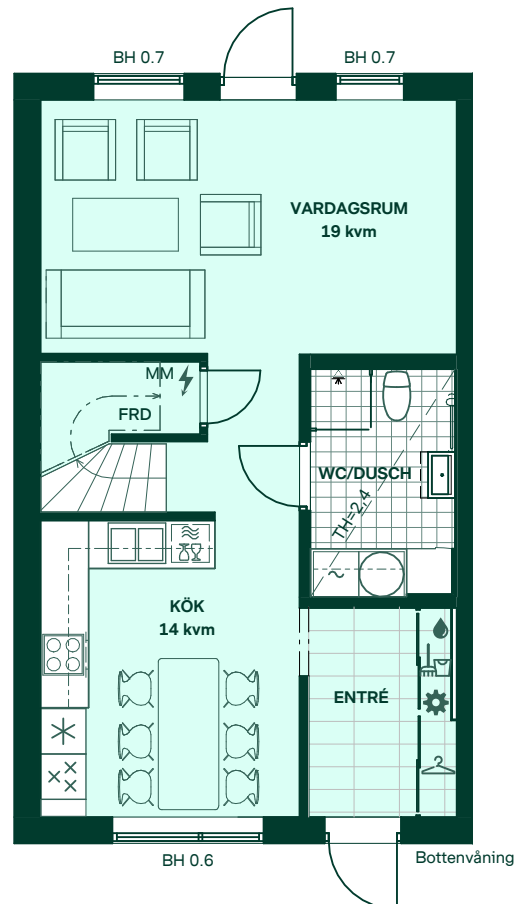 BH 0.7
BH 0.7
VARDAGSRUM
19 kvm
MM
FRD
WC/DUSCH
TH=2,4
KÖK
14 kvm
ENTRÉ
BH 0.6
Bottenvåning